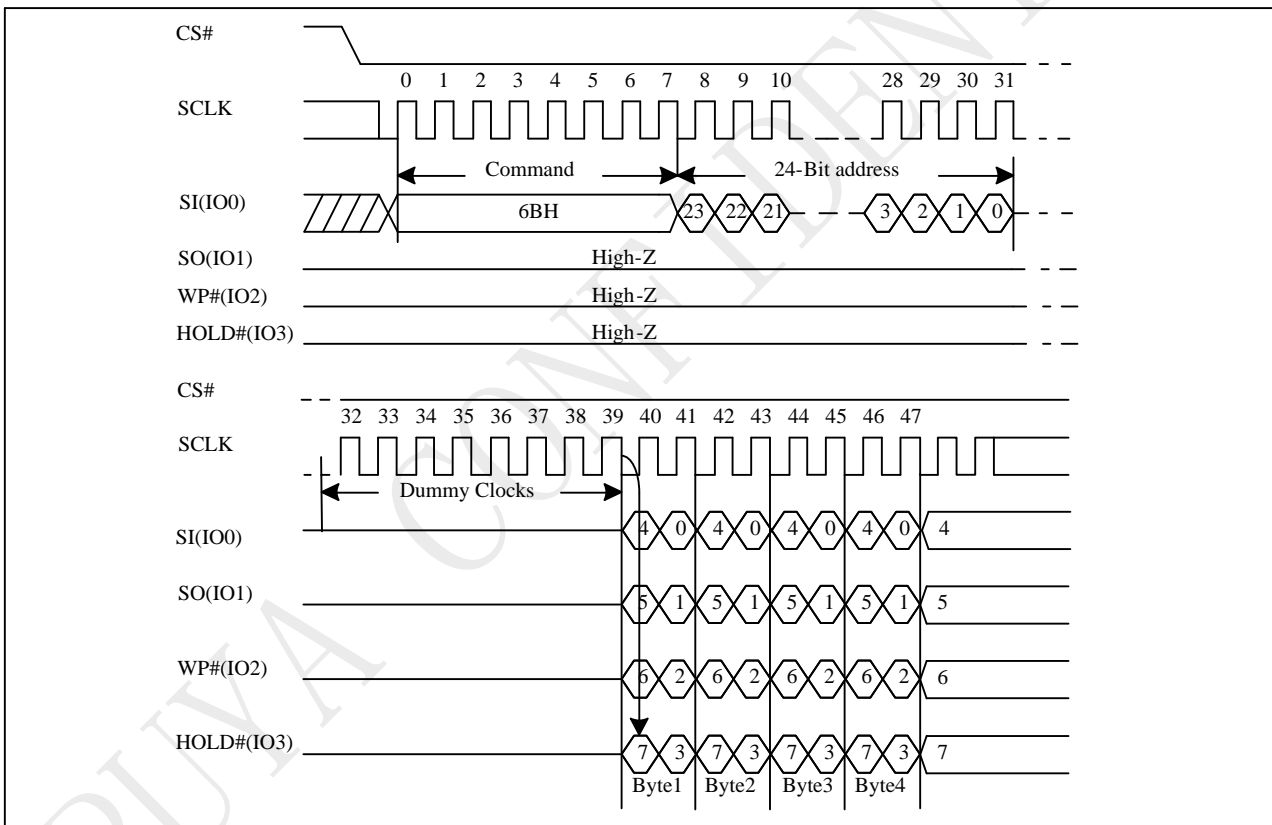 CS#
0 1 2 3 4 5 6 7 8 9 10 28 29 30 31
SCLK
Command 24-Bit address
SI(IO0) 6BH 23 22 21 3 2 1 0
SO(IO1) High-Z
WP#(IO2) High-Z
HOLD#(IO3) High-Z
CS#
32 33 34 35 36 37 38 39 40 41 42 43 44 45 46 47
SCLK
Dummy Clocks
SI(IO0) 4 0 4 0 4 0 4 0 4
SO(IO1) 5 1 5 1 5 1 5 1 5
WP#(IO2) 6 2 6 2 6 2 6 2 6
HOLD#(IO3) 7 3 7 3 7 3 7 3 7
Byte1 Byte2 Byte3 Byte4
PUYA CONFIDEN